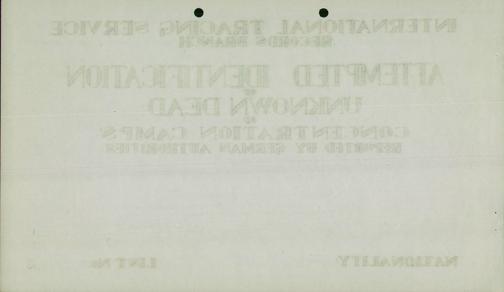 INTERNATIONAL TRACING SERVICE
RECORDS BRANCH
ATTEMPTED IDENTIFICATION
OF
UNKNOWN DEAD
CONCENTRATION CAMPS
REPORTED BY GERMAN AUTHORITIES
NATIONALITY LIST No